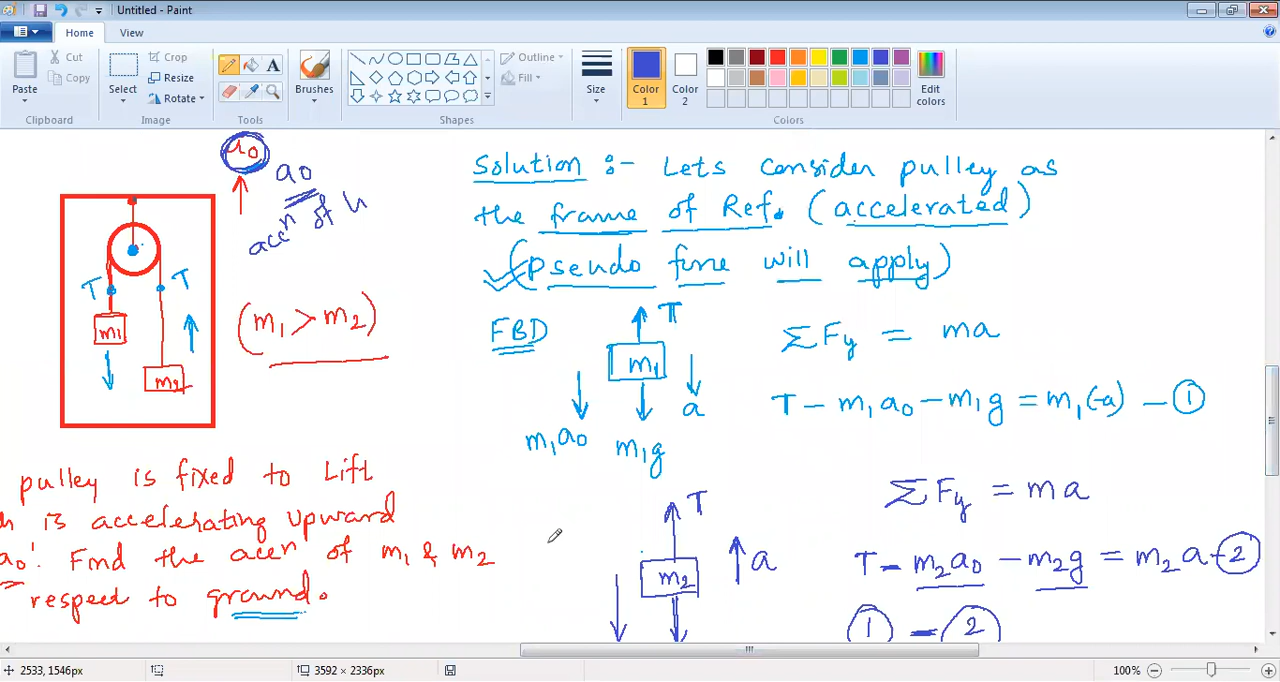 Untitled - Paint
Home
View
Paste
Cut
Copy
Clipboard
Select
Crop
Resize
Rotate
Image
A
Tools
Brushes
Outline
Fill
Shapes
Size
Color 1
Color 2
Edit colors
Colors
a0
a0
accn of h
T T
m1
m2
(m1 > m2)
pulley is fixed to Lift
h is accelerating upward
a0'. Find the accn of m1 & m2
respect to ground.
Solution :- Lets consider pulley as
the frame of Ref. (accelerated)
(Pseudo force will apply)
FBD
T
m1
a
m1a0
m1g
ΣFy = ma
T - m1a0 - m1g = m1(-a) - 1
T
m2
a
ΣFy = ma
T - m2a0 - m2g = m2a - 2
1 = 2
2533, 1546px
3592 × 2336px
100%